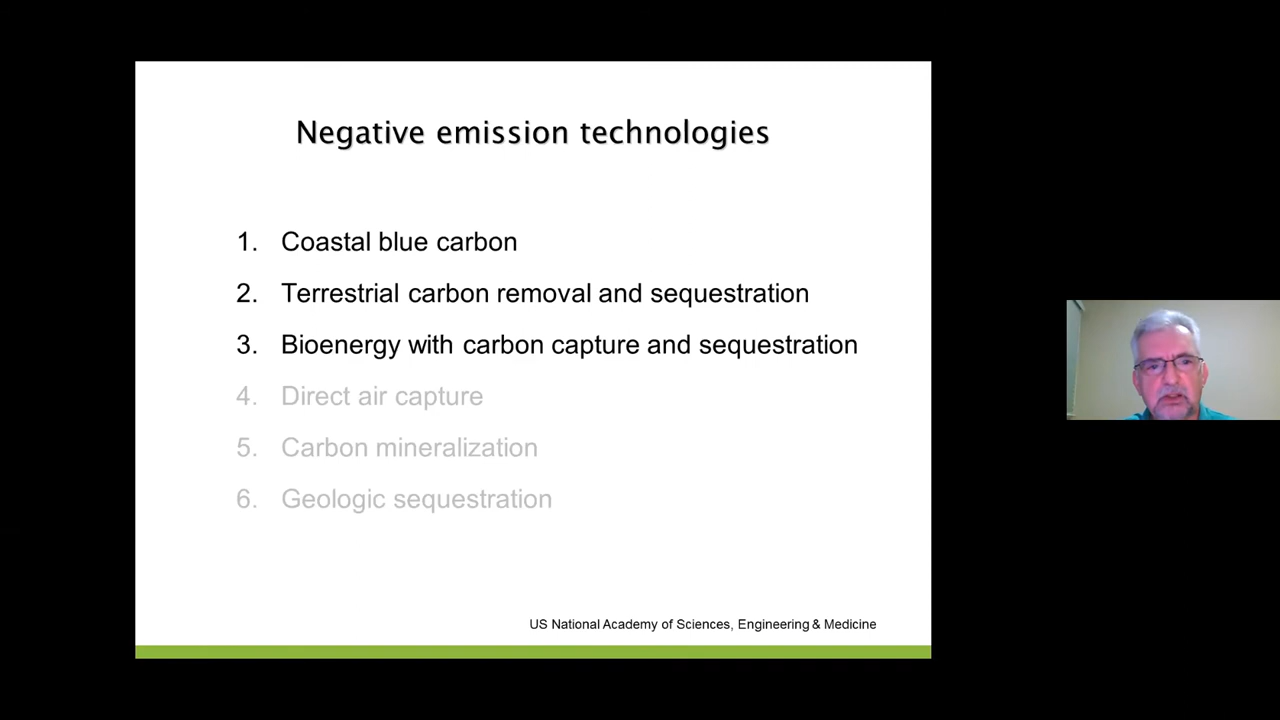 Negative emission technologies
1. Coastal blue carbon
2. Terrestrial carbon removal and sequestration
3. Bioenergy with carbon capture and sequestration
4. Direct air capture
5. Carbon mineralization
6. Geologic sequestration
US National Academy of Sciences, Engineering & Medicine